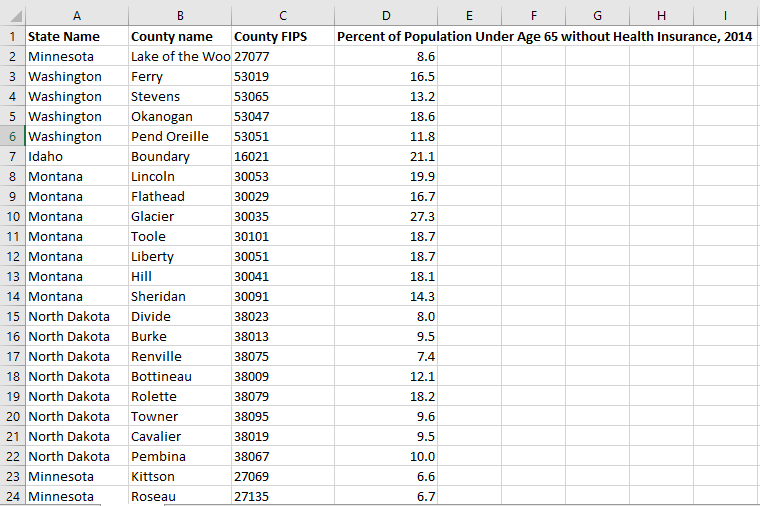 A B C D E F G H I
1 State Name County name County FIPS Percent of Population Under Age 65 without Health Insurance, 2014
2 Minnesota Lake of the Woo 27077 8.6
3 Washington Ferry 53019 16.5
4 Washington Stevens 53065 13.2
5 Washington Okanogan 53047 18.6
6 Washington Pend Oreille 53051 11.8
7 Idaho Boundary 16021 21.1
8 Montana Lincoln 30053 19.9
9 Montana Flathead 30029 16.7
10 Montana Glacier 30035 27.3
11 Montana Toole 30101 18.7
12 Montana Liberty 30051 18.7
13 Montana Hill 30041 18.1
14 Montana Sheridan 30091 14.3
15 North Dakota Divide 38023 8.0
16 North Dakota Burke 38013 9.5
17 North Dakota Renville 38075 7.4
18 North Dakota Bottineau 38009 12.1
19 North Dakota Rolette 38079 18.2
20 North Dakota Towner 38095 9.6
21 North Dakota Cavalier 38019 9.5
22 North Dakota Pembina 38067 10.0
23 Minnesota Kittson 27069 6.6
24 Minnesota Roseau 27135 6.7